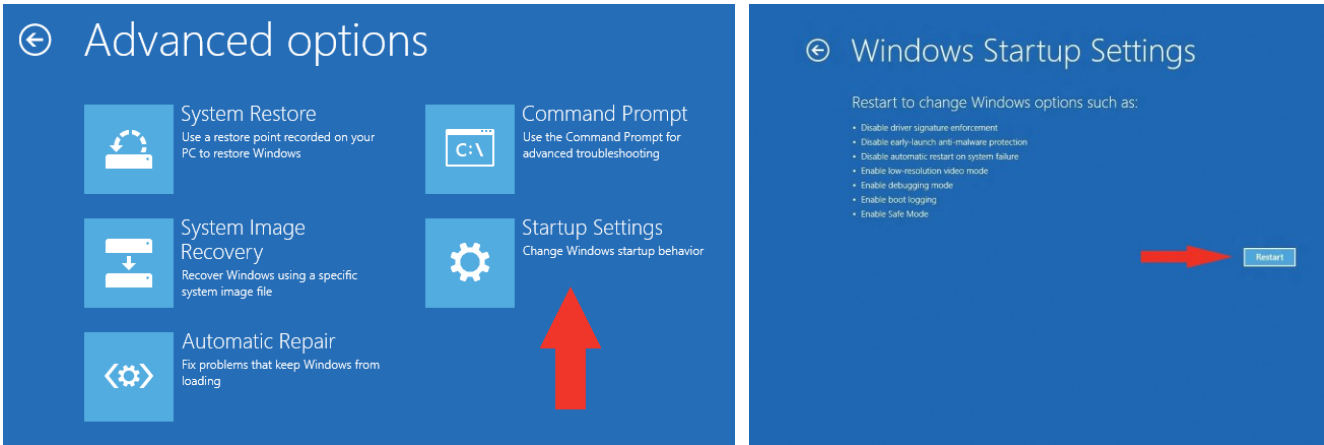 Advanced options
System Restore
Use a restore point recorded on your
PC to restore Windows
System Image
Recovery
Recover Windows using a specific
system image file
Automatic Repair
Fix problems that keep Windows from
loading
Command Prompt
Use the Command Prompt for
advanced troubleshooting
C:\
Startup Settings
Change Windows startup behavior
Windows Startup Settings
Restart to change Windows options such as:
• Disable driver signature enforcement
• Disable early-launch anti-malware protection
• Disable automatic restart on system failure
• Enable low-resolution video mode
• Enable debugging mode
• Enable boot logging
• Enable Safe Mode
Restart